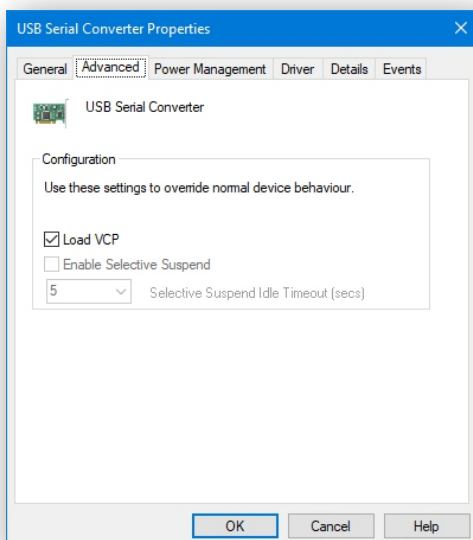 USB Serial Converter Properties
General Advanced Power Management Driver Details Events
USB Serial Converter
Configuration
Use these settings to override normal device behaviour.
Load VCP
Enable Selective Suspend
5 Selective Suspend Idle Timeout (secs)
OK Cancel Help